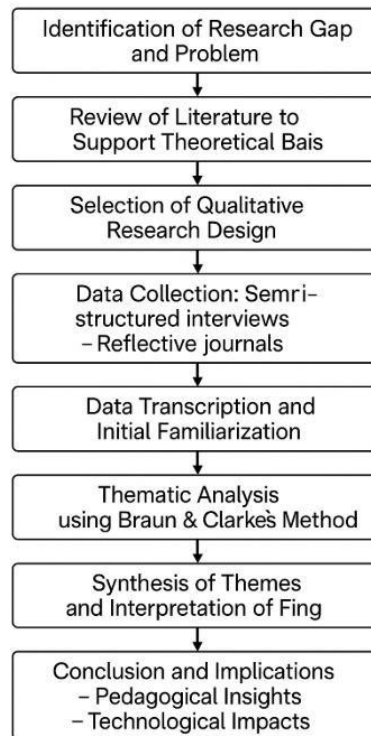 Identification of Research Gap
and Problem
Review of Literature to
Support Theoretical Bais
Selection of Qualitative
Research Design
Data Collection: Semri-
structured interviews
– Reflective journals
Data Transcription and
Initial Familiarization
Thematic Analysis
using Braun & Clarkès Method
Synthesis of Themes
and Interpretation of Fing
Conclusion and Implications
– Pedagogical Insights
– Technological Impacts